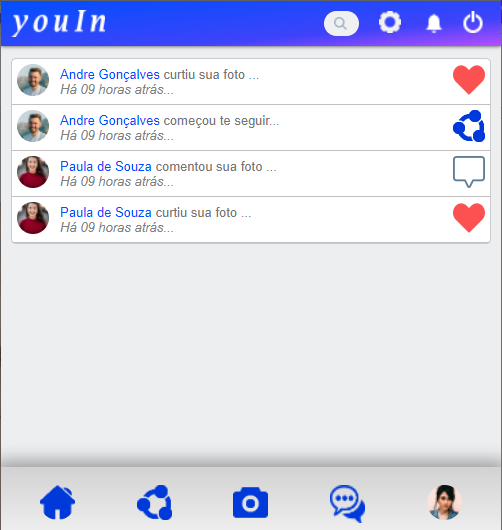 youIn
Andre Gonçalves curtiu sua foto ...
Há 09 horas atrás...
Andre Gonçalves começou te seguir...
Há 09 horas atrás...
Paula de Souza comentou sua foto ...
Há 09 horas atrás...
Paula de Souza curtiu sua foto ...
Há 09 horas atrás...